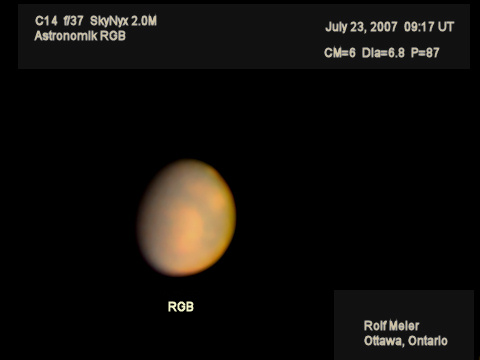 C14 f/37 SkyNyx 2.0M
Astronomik RGB
July 23, 2007 09:17 UT
CM=6 Dia=6.8 P=87
RGB
Rolf Meier
Ottawa, Ontario